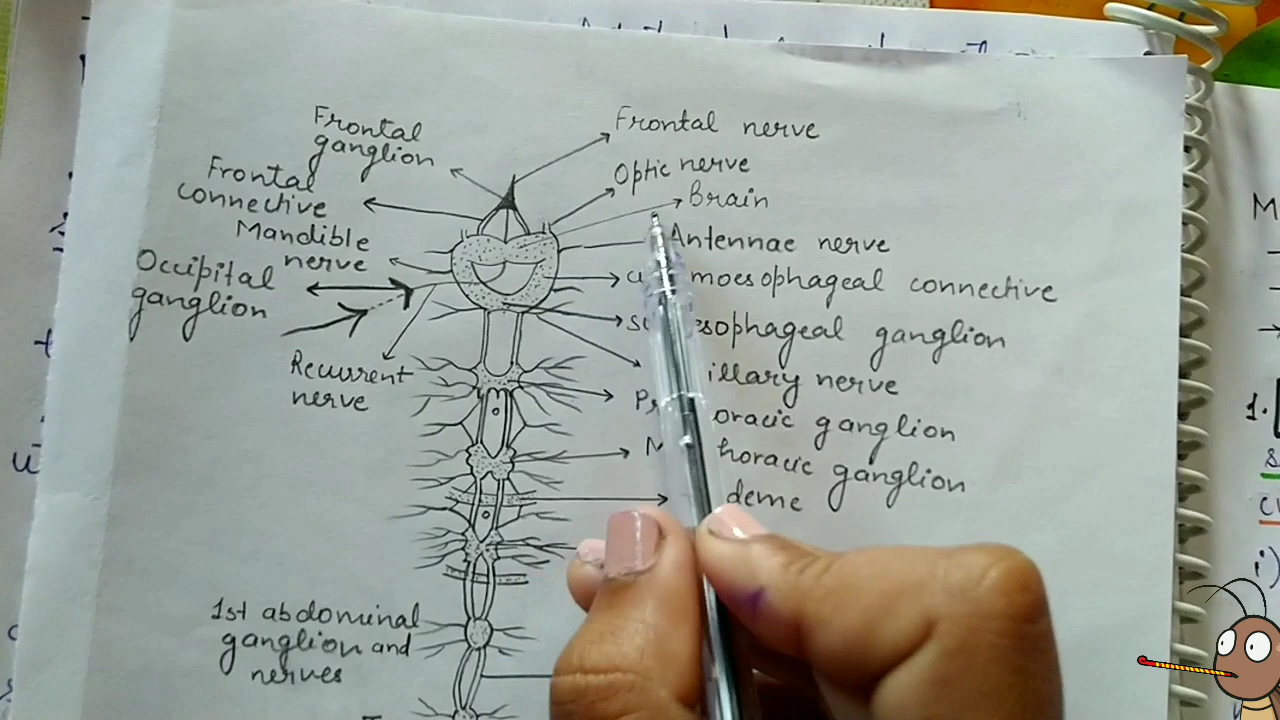 Frontal
ganglion
Frontal nerve
Frontal
connective
Optic nerve
Brain
Mandible
nerve
Antennae nerve
Occipital
ganglion
moesophageal connective
esophageal ganglion
Recurrent
nerve
illary nerve
oracic ganglion
horacic ganglion
deme
1st abdominal
ganglion and
nerves
1.
i)